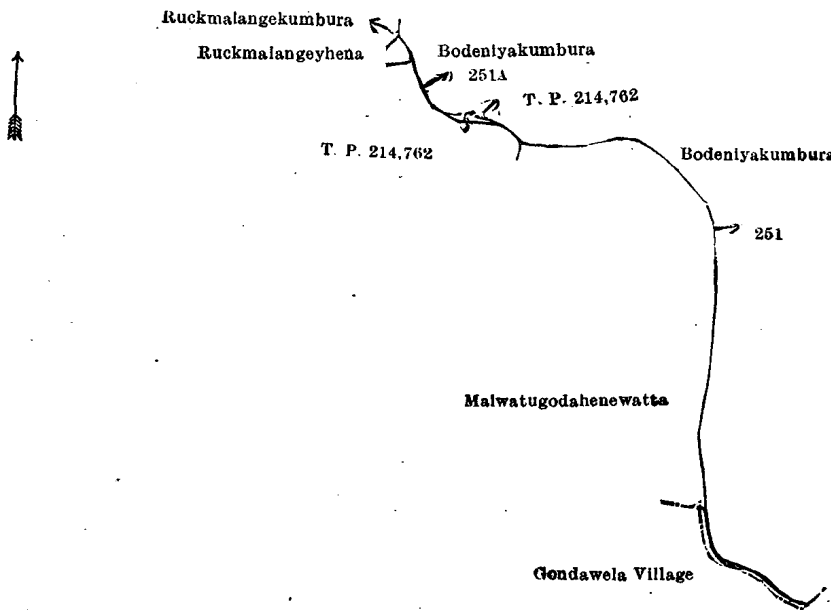 Ruckmalangekumbura
Ruckmalangeyhena
Bodeniyakumbura
251A
T. P. 214,762
T. P. 214,762
Bodeniyakumbura
251
Malwatugodahenewatta
Gondawela Village